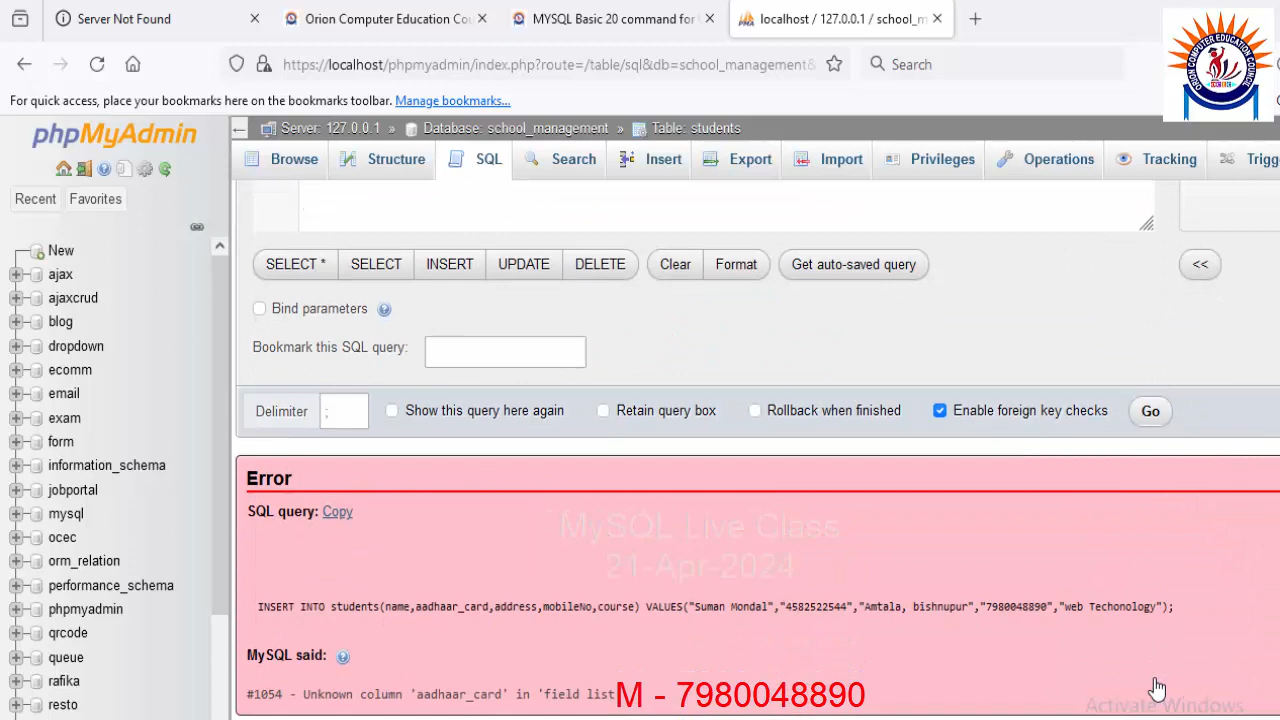 Server Not Found
Orion Computer Education Cou
MYSQL Basic 20 command for
localhost / 127.0.0.1 / school_m
https://localhost/phpmyadmin/index.php?route=/table/sql&db=school_management&
Search
For quick access, place your bookmarks here on the bookmarks toolbar. Manage bookmarks...
ORION COMPUTER EDUCATION COUNCIL
phpMyAdmin
Server: 127.0.0.1 » Database: school_management » Table: students
Browse Structure SQL Search Insert Export Import Privileges Operations Tracking Trigg
Recent Favorites
New
ajax
ajaxcrud
blog
dropdown
ecomm
email
exam
form
information_schema
jobportal
mysql
ocec
orm_relation
performance_schema
phpmyadmin
qrcode
queue
rafika
resto
SELECT * SELECT INSERT UPDATE DELETE Clear Format Get auto-saved query <<
Bind parameters
Bookmark this SQL query:
Delimiter ; Show this query here again Retain query box Rollback when finished Enable foreign key checks Go
Error
SQL query: Copy
MySQL Live Class
21-Apr-2024
INSERT INTO students(name,aadhaar_card,address,mobileNo,course) VALUES("Suman Mondal","4582522544","Amtala, bishnupur","7980048890","web Techonology");
MySQL said:
#1054 - Unknown column 'aadhaar_card' in 'field list
M - 7980048890
Activate Windows